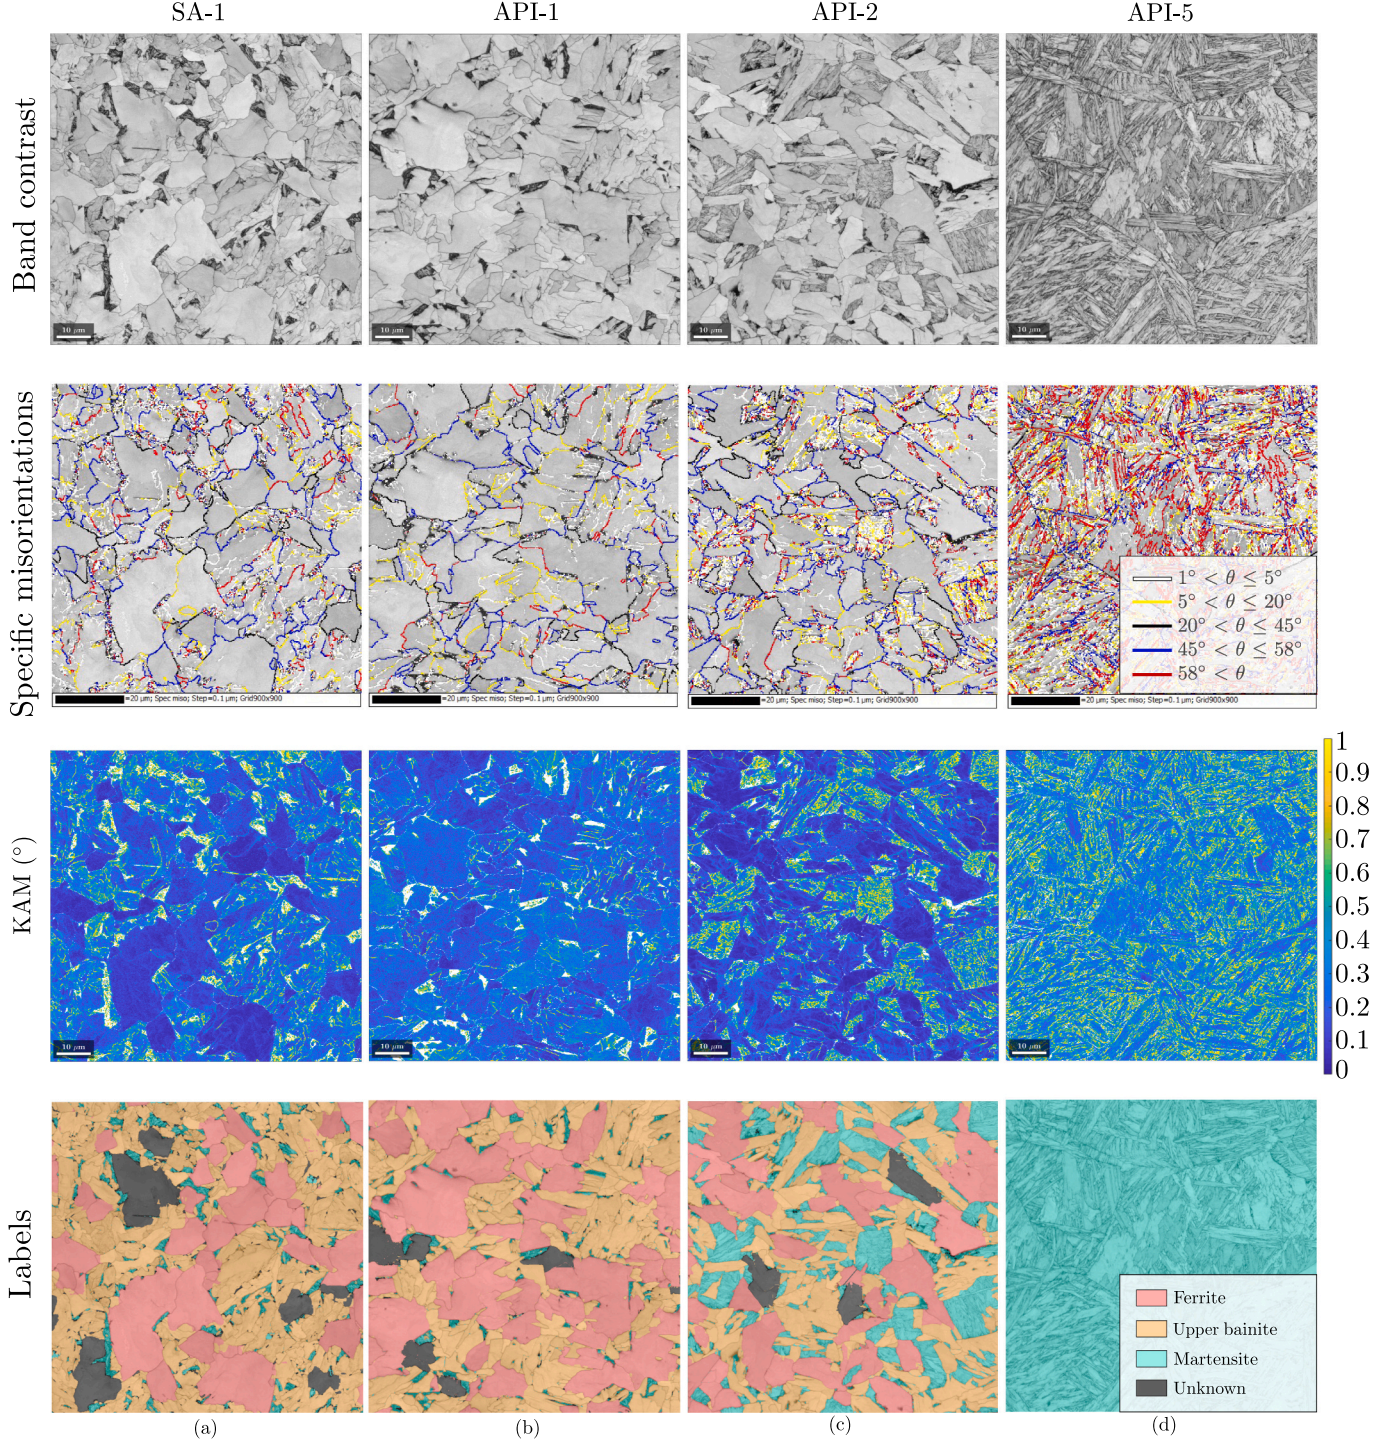 SA-1 API-1 API-2 API-5
Band contrast
10 μm 10 μm 10 μm 10 μm
Specific misorientations
1° < θ ≤ 5°
5° < θ ≤ 20°
20° < θ ≤ 45°
45° < θ ≤ 58°
58° < θ
=20 μm; Spec miso; Step=0.1 μm; Grid900x900 =20 μm; Spec miso; Step=0.1 μm; Grid900x900 =20 μm; Spec miso; Step=0.1 μm; Grid900x900 =20 μm; Spec miso; Step=0.1 μm; Grid900x900
KAM (°)
1
0.9
0.8
0.7
0.6
0.5
0.4
0.3
0.2
0.1
0
10 μm 10 μm 10 μm 10 μm
Labels
Ferrite
Upper bainite
Martensite
Unknown
(a) (b) (c) (d)